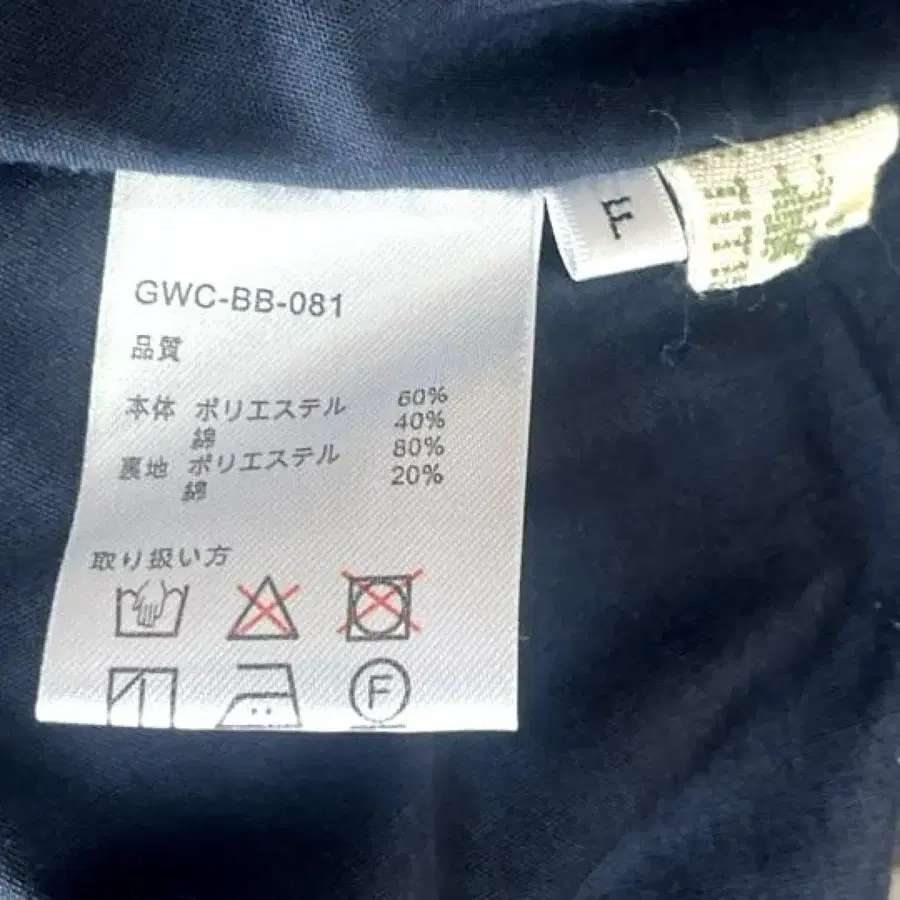 GWC-BB-081
品質
本体 ポリエステル 60%
綿 40%
裏地 ポリエステル 80%
綿 20%
取り扱い方
F
F